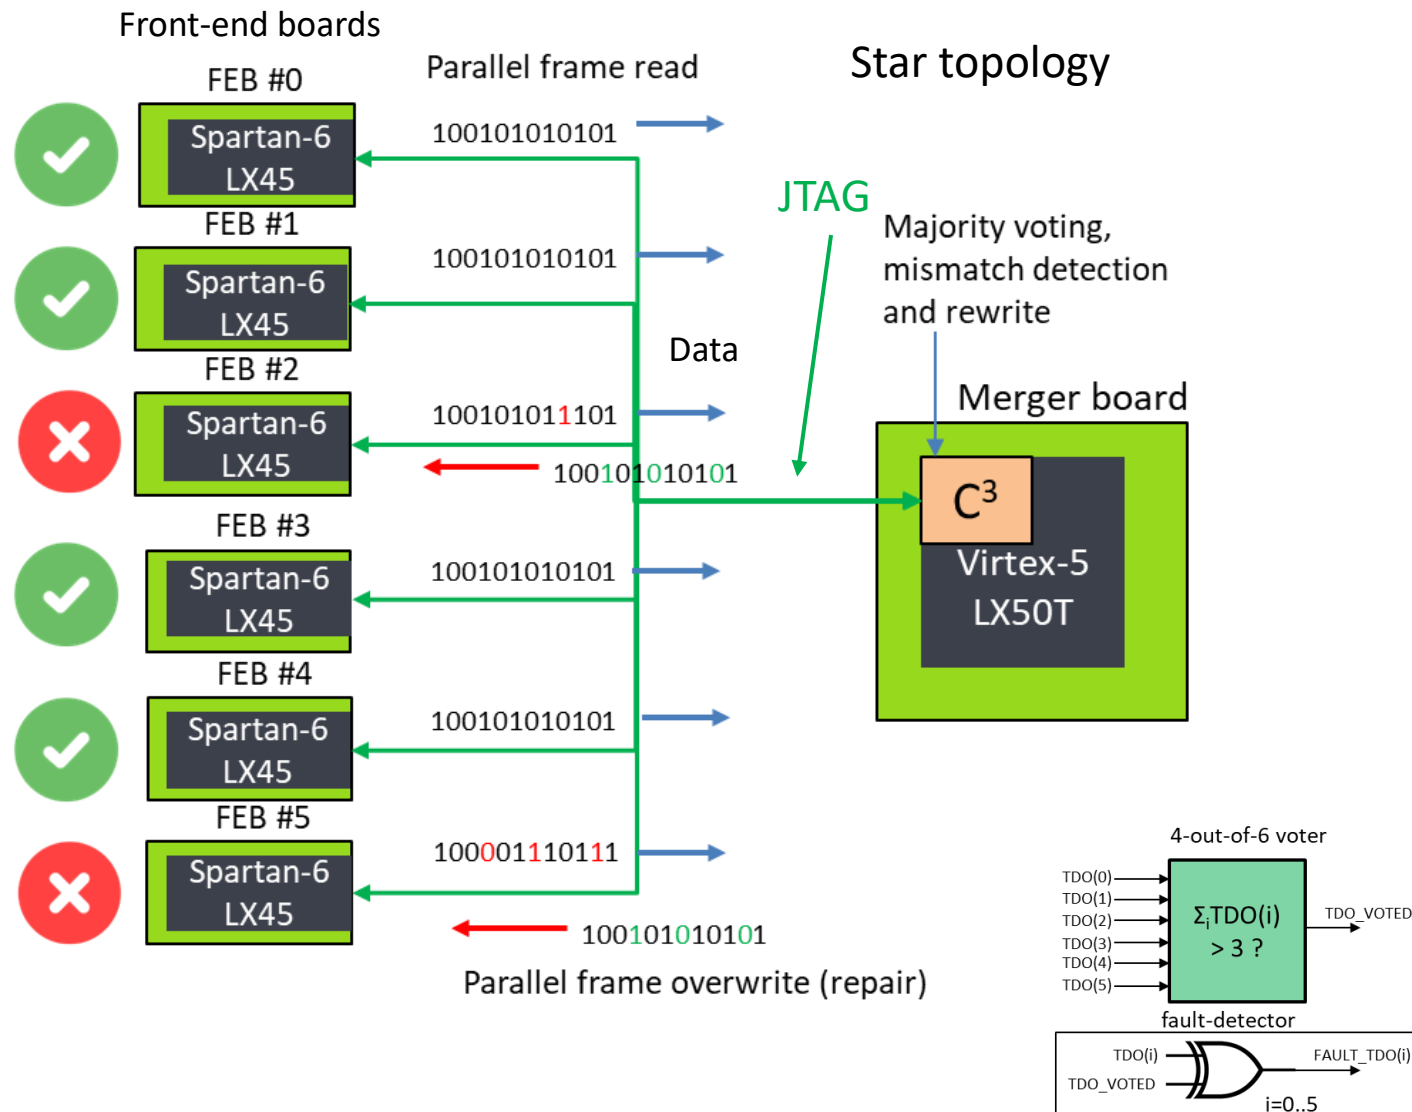 Front-end boards
Star topology
Parallel frame read
FEB #0
Spartan-6
LX45
100101010101
FEB #1
Spartan-6
LX45
100101010101
JTAG
Majority voting,
mismatch detection
and rewrite
Data
FEB #2
Spartan-6
LX45
100101011101
100101010101
Merger board
C³
Virtex-5
LX50T
FEB #3
Spartan-6
LX45
100101010101
FEB #4
Spartan-6
LX45
100101010101
FEB #5
Spartan-6
LX45
100001110111
100101010101
Parallel frame overwrite (repair)
4-out-of-6 voter
TDO(0)
TDO(1)
TDO(2)
TDO(3)
TDO(4)
TDO(5)
ΣᵢTDO(i)
> 3 ?
TDO_VOTED
fault-detector
TDO(i)
TDO_VOTED
FAULT_TDO(i)
i=0..5